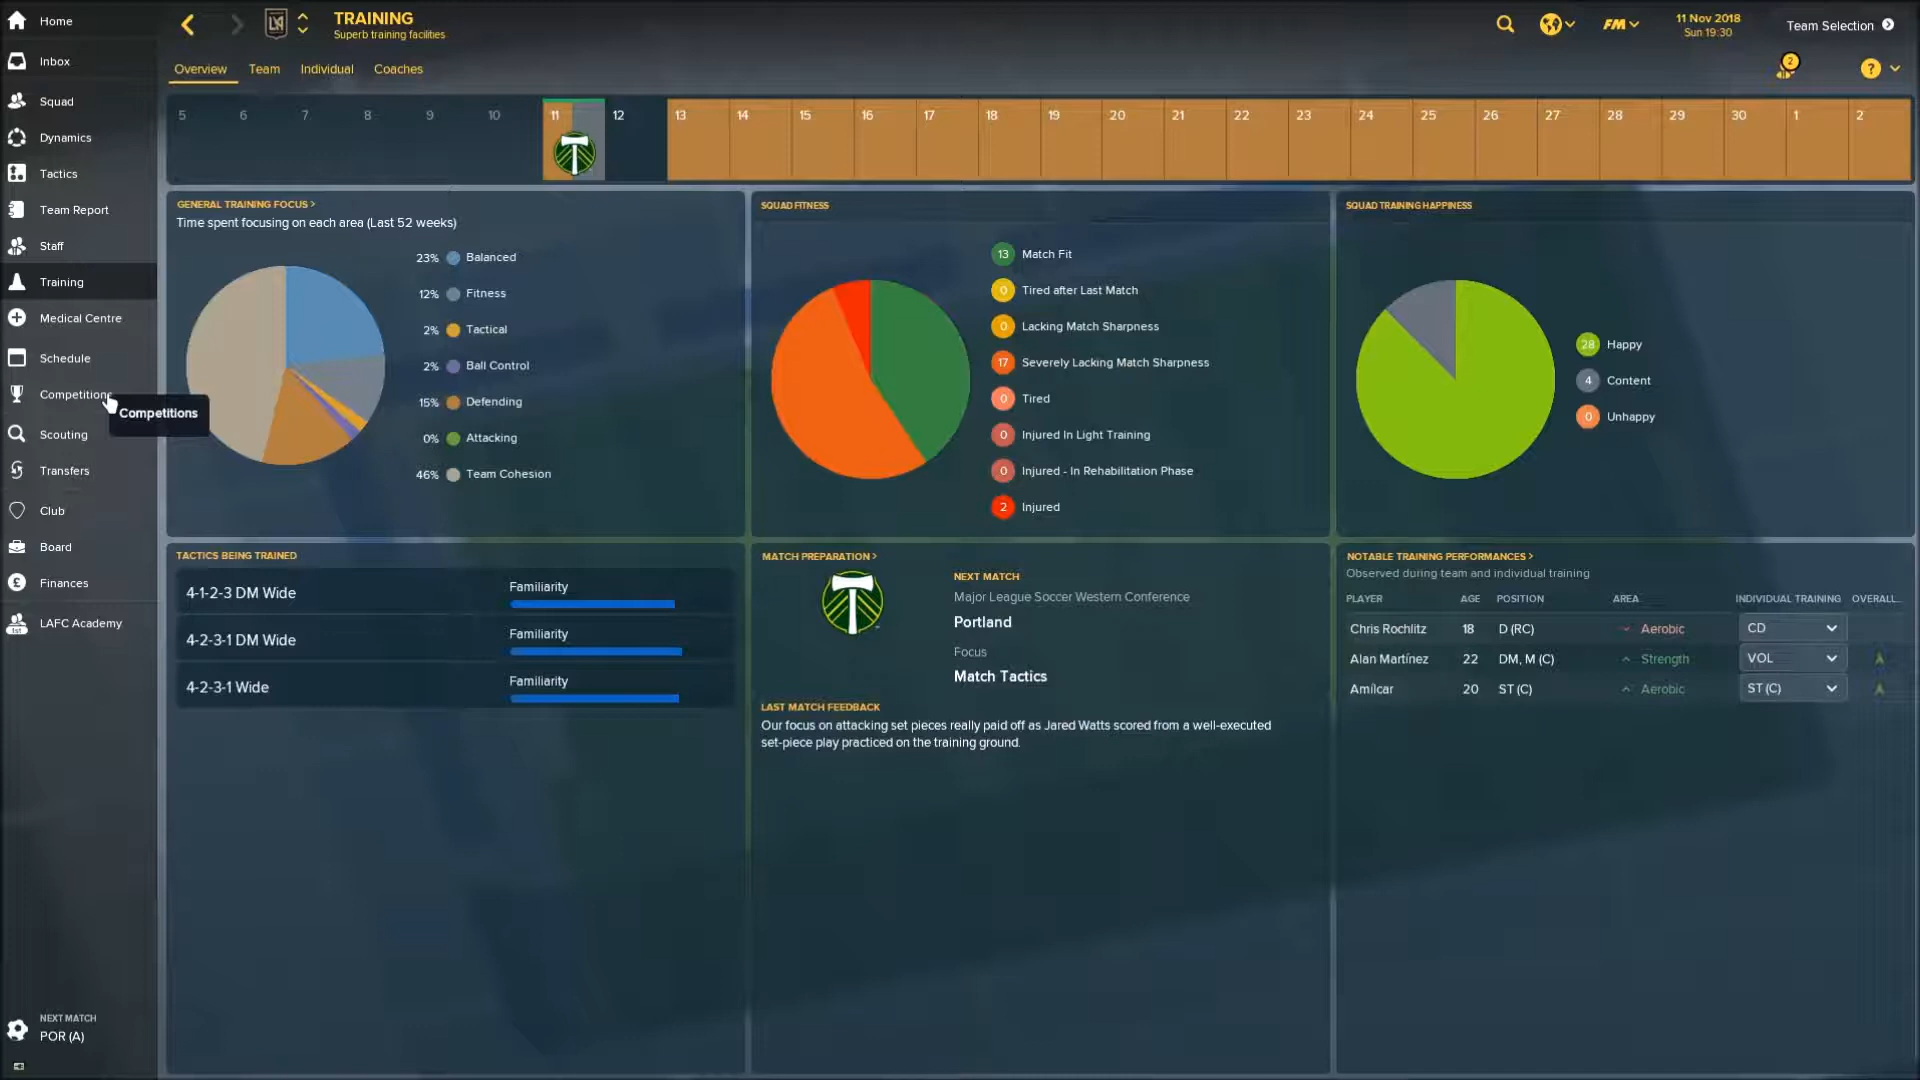 Home
Inbox
Squad
Dynamics
Tactics
Team Report
Staff
Training
Medical Centre
Schedule
Competitions
Competitions
Scouting
Transfers
Club
Board
Finances
LAFC Academy
NEXT MATCH
POR (A)
TRAINING
Superb training facilities
FM
11 Nov 2018
Sun 19:30
Team Selection
2
?
Overview Team Individual Coaches
5 6 7 8 9 10 11 12 13 14 15 16 17 18 19 20 21 22 23 24 25 26 27 28 29 30 1 2
GENERAL TRAINING FOCUS >
Time spent focusing on each area (Last 52 weeks)
23% Balanced
12% Fitness
2% Tactical
2% Ball Control
15% Defending
0% Attacking
46% Team Cohesion
SQUAD FITNESS
13 Match Fit
0 Tired after Last Match
0 Lacking Match Sharpness
17 Severely Lacking Match Sharpness
0 Tired
0 Injured In Light Training
0 Injured - In Rehabilitation Phase
2 Injured
SQUAD TRAINING HAPPINESS
28 Happy
4 Content
0 Unhappy
TACTICS BEING TRAINED
4-1-2-3 DM Wide Familiarity
4-2-3-1 DM Wide Familiarity
4-2-3-1 Wide Familiarity
MATCH PREPARATION >
NEXT MATCH
Major League Soccer Western Conference
Portland
Focus
Match Tactics
LAST MATCH FEEDBACK
Our focus on attacking set pieces really paid off as Jared Watts scored from a well-executed
set-piece play practiced on the training ground.
NOTABLE TRAINING PERFORMANCES >
Observed during team and individual training
PLAYER AGE POSITION AREA INDIVIDUAL TRAINING OVERALL...
Chris Rochlitz 18 D (RC) Aerobic CD
Alan Martínez 22 DM, M (C) Strength VOL
Amílcar 20 ST (C) Aerobic ST (C)